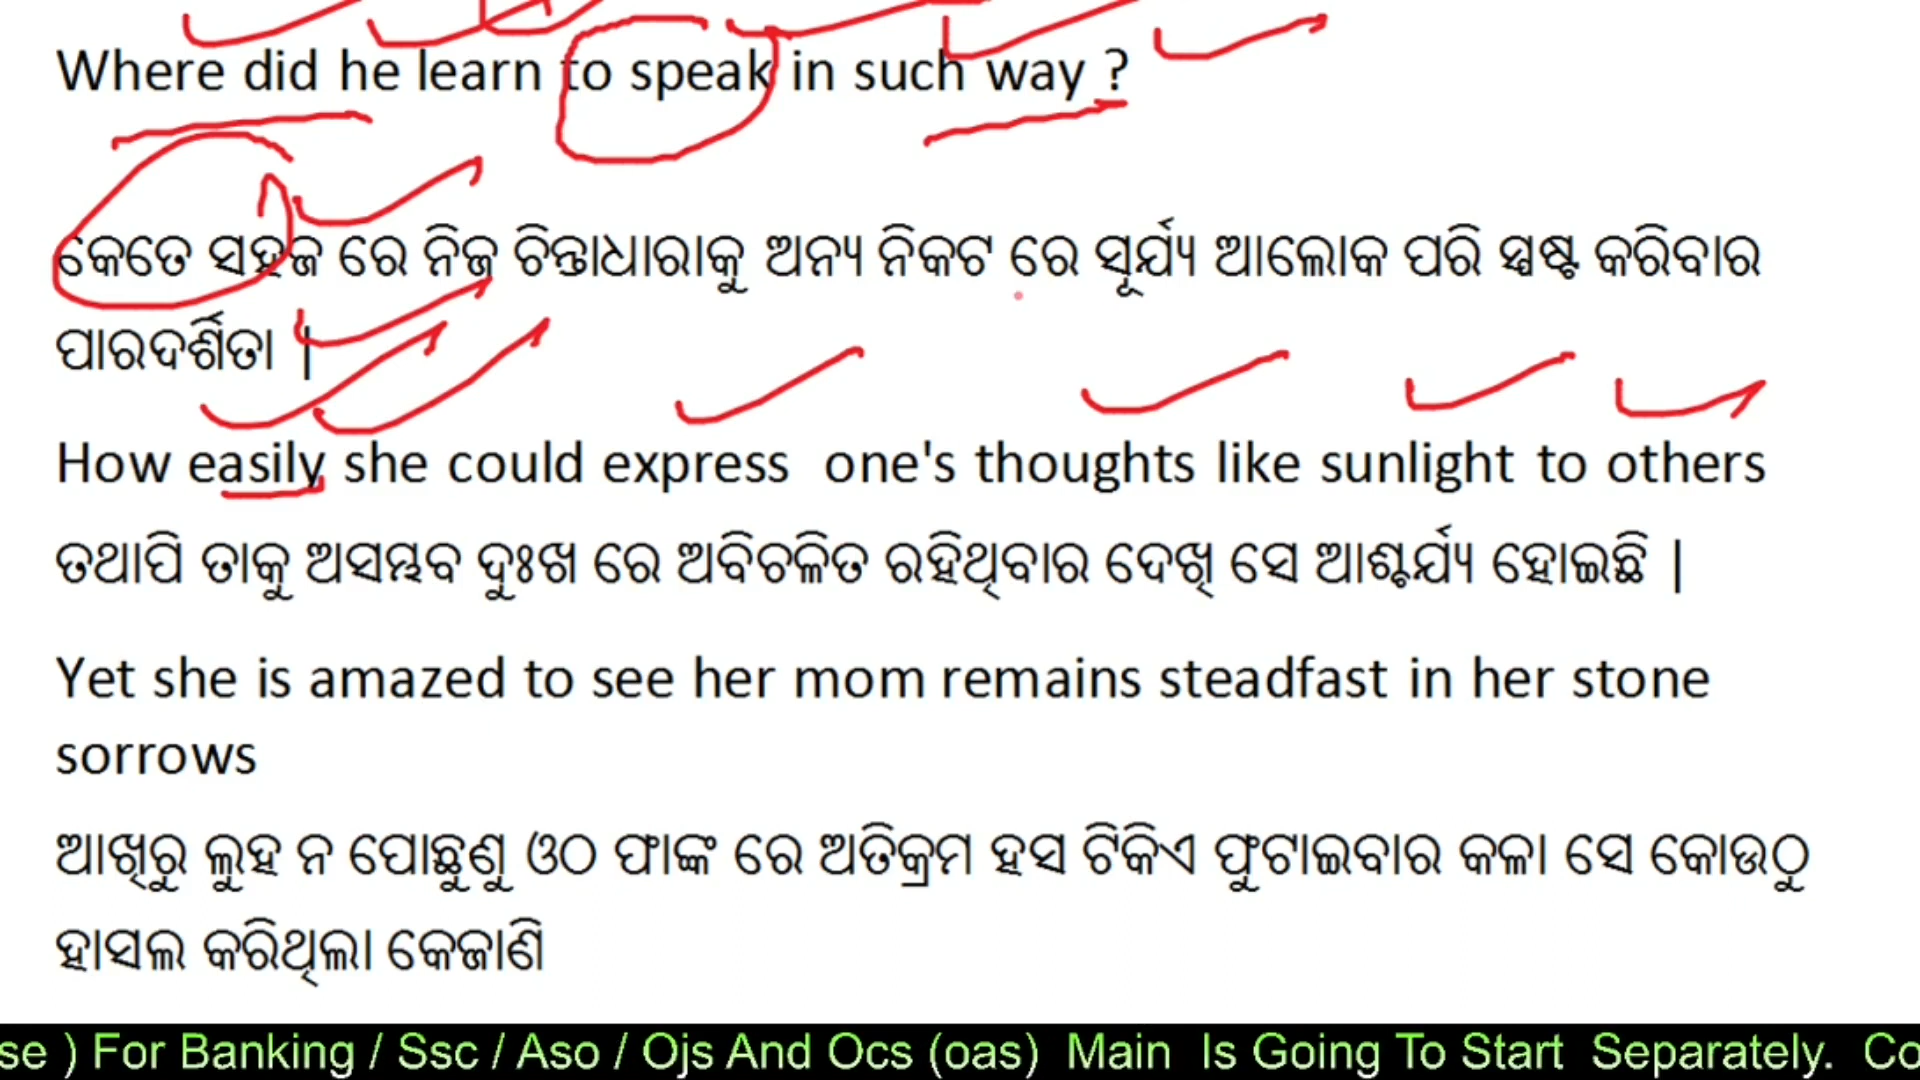 Where did he learn to speak in such way ?
କେତେ ସହଜ ରେ ନିଜ ଚିନ୍ତାଧାରାକୁ ଅନ୍ୟ ନିକଟ ରେ ସୂର୍ଯ୍ୟ ଆଲୋକ ପରି ସ୍ପଷ୍ଟ କରିବାର
ପାରଦର୍ଶିତା |
How easily she could express one's thoughts like sunlight to others
ତଥାପି ତାକୁ ଅସମ୍ଭବ ଦୁଃଖ ରେ ଅବିଚଳିତ ରହିଥିବାର ଦେଖି ସେ ଆଶ୍ଚର୍ଯ୍ୟ ହୋଇଛି |
Yet she is amazed to see her mom remains steadfast in her stone
sorrows
ଆଖିରୁ ଲୁହ ନ ପୋଛୁଣୁ ଓଠ ଫାଙ୍କ ରେ ଅତିକ୍ରମ ହସ ଟିକିଏ ଫୁଟାଇବାର କଳା ସେ କୋଉଠୁ
ହାସଲ କରିଥିଲା କେଜାଣି
se ) For Banking / Ssc / Aso / Ojs And Ocs (oas) Main Is Going To Start Separately. Co